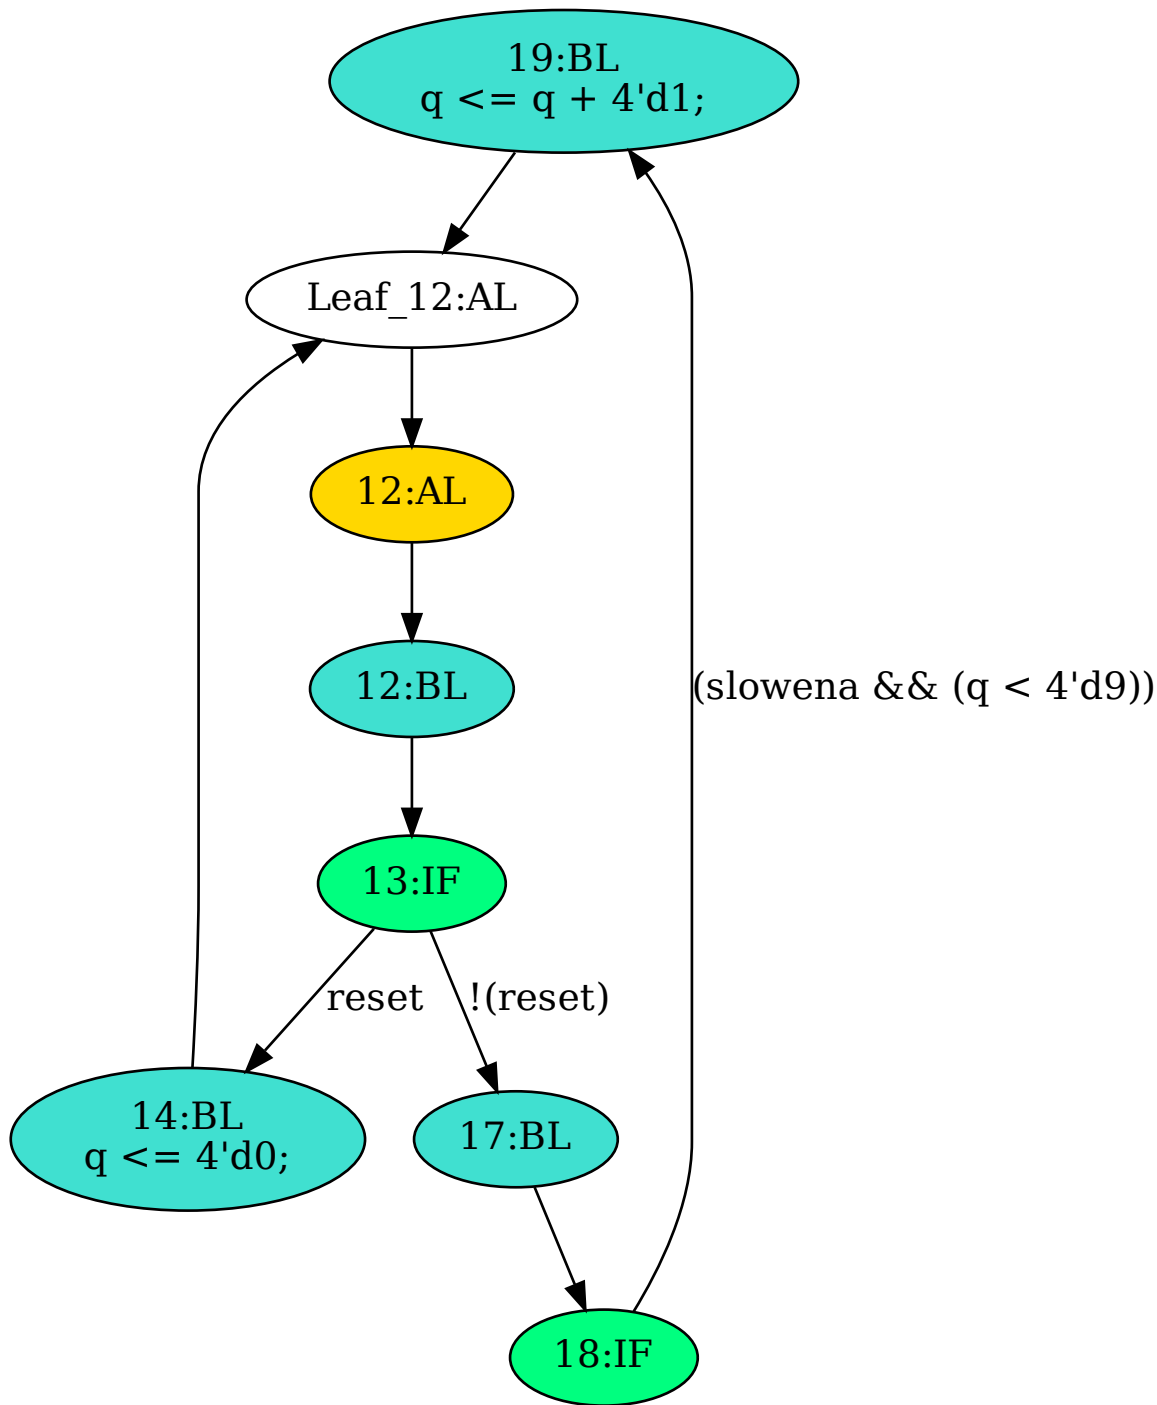 19:BL
q <= q + 4'd1;
Leaf_12:AL
12:AL
12:BL
(slowena && (q < 4'd9))
13:IF
reset
!(reset)
14:BL
q <= 4'd0;
17:BL
18:IF